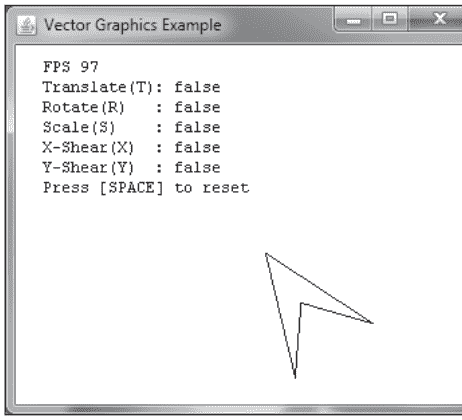 Vector Graphics Example
FPS 97
Translate(T): false
Rotate(R)   : false
Scale(S)    : false
X-Shear(X)  : false
Y-Shear(Y)  : false
Press [SPACE] to reset